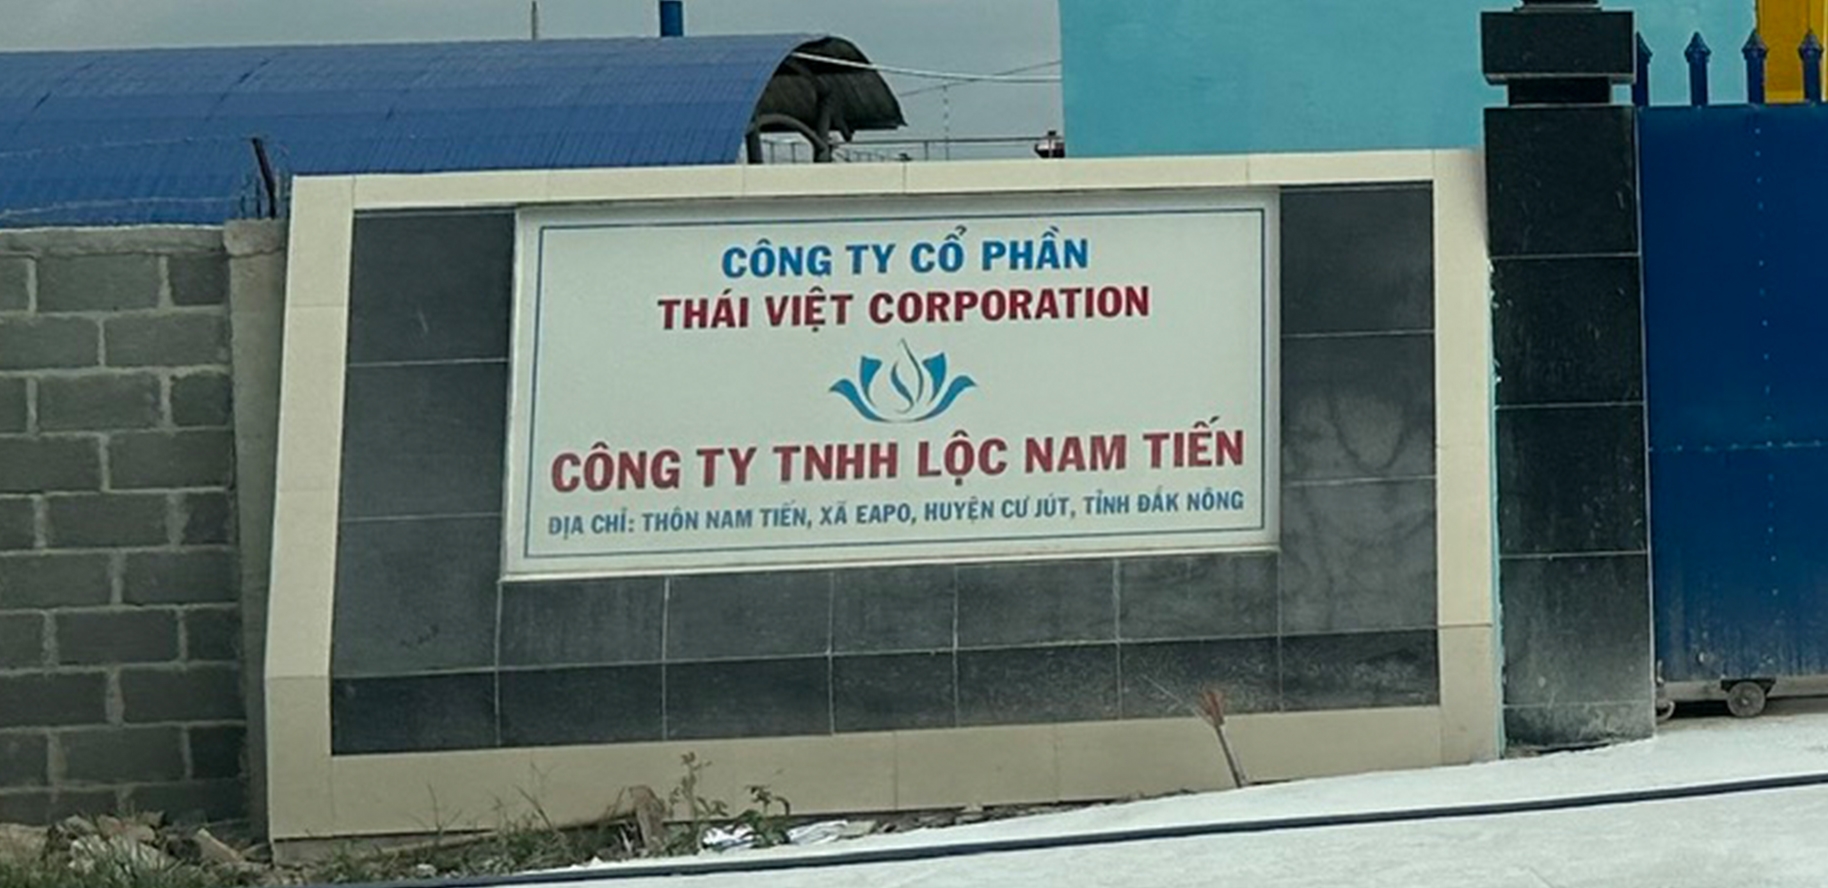 CÔNG TY CỔ PHẦN
THÁI VIỆT CORPORATION
CÔNG TY TNHH LỘC NAM TIẾN
ĐỊA CHỈ: THÔN NAM TIẾN, XÃ EAPO, HUYỆN CƯ JÚT, TỈNH ĐẮK NÔNG